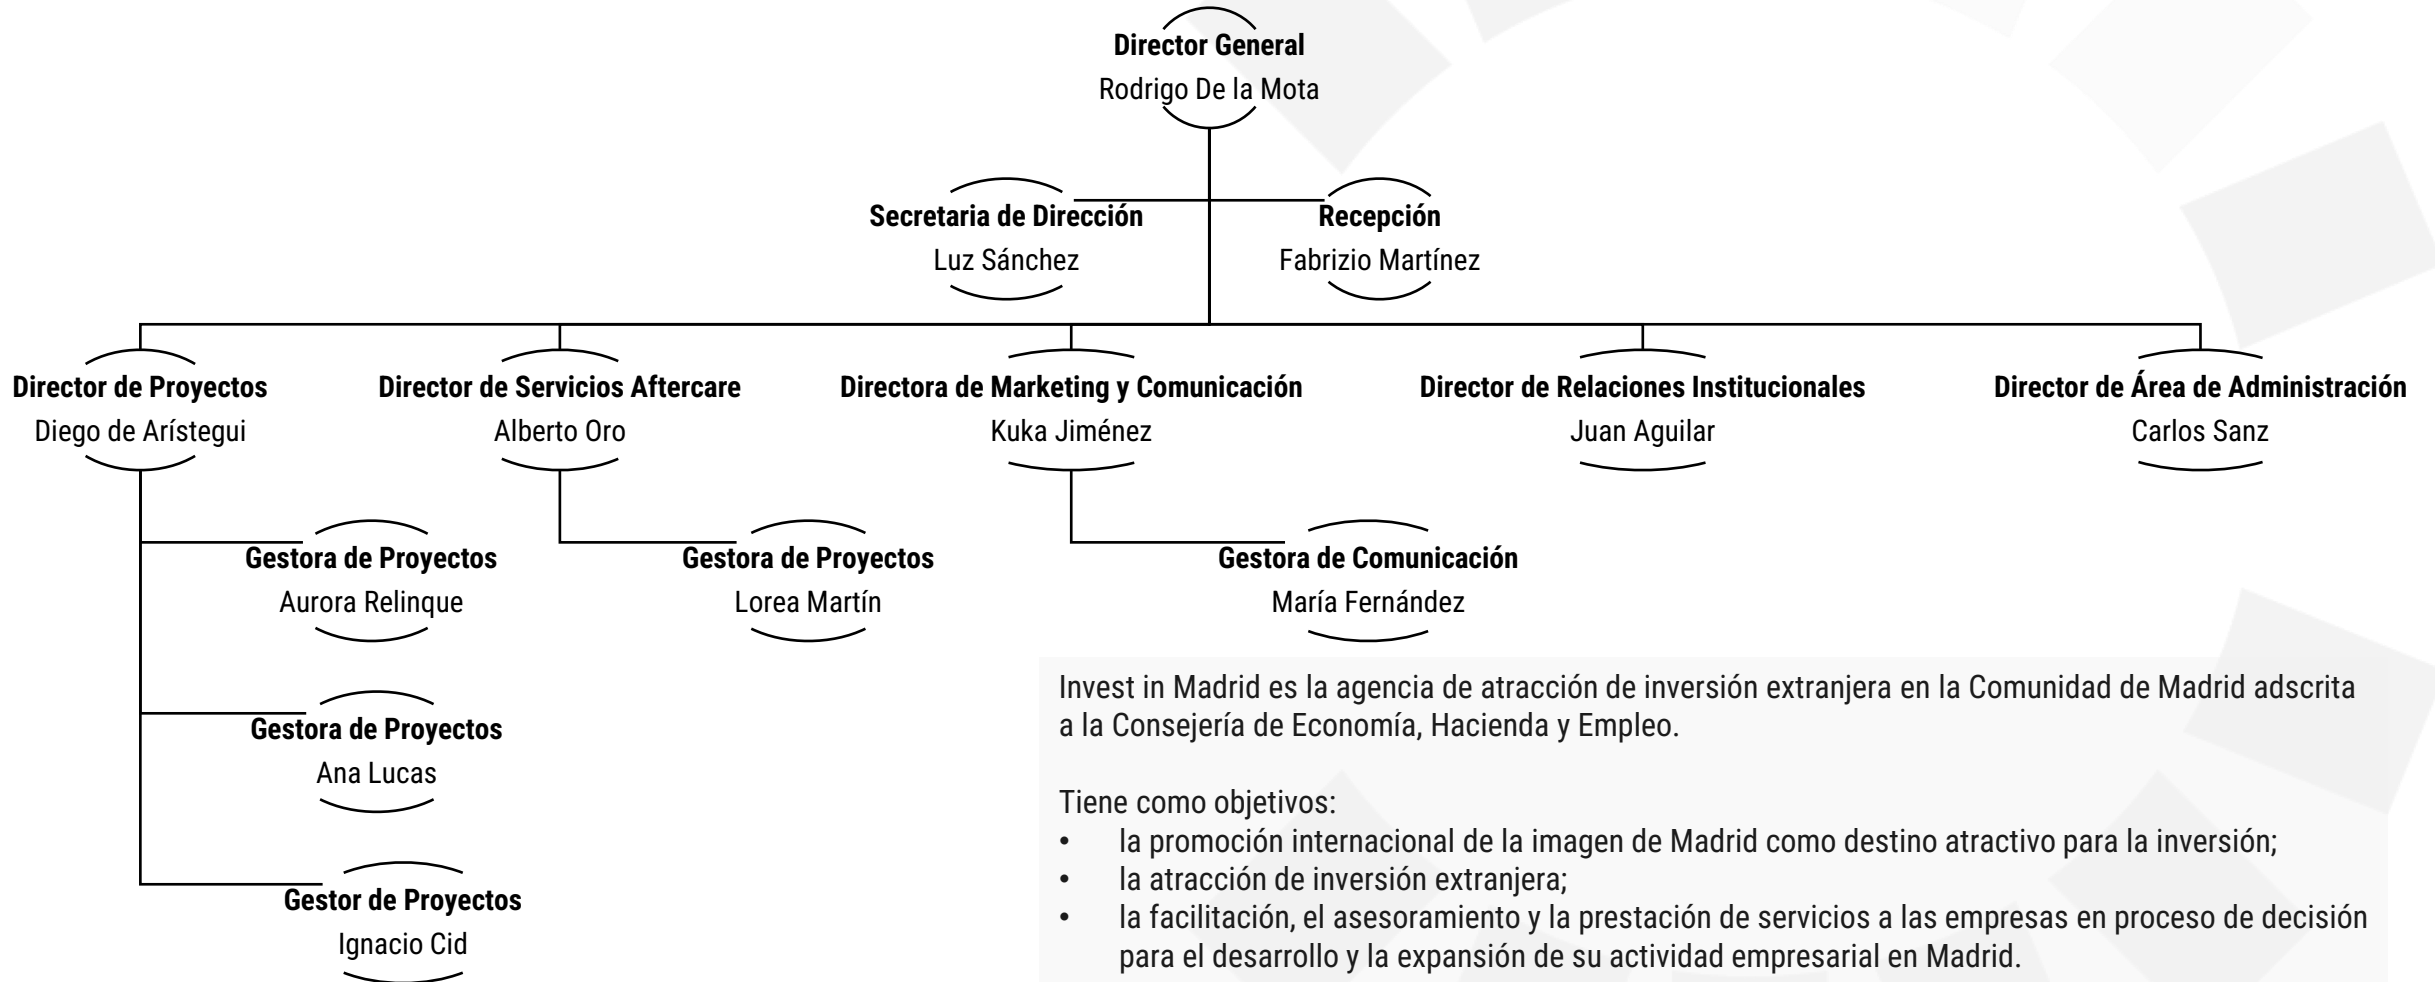 Director General
Rodrigo De la Mota
Secretaria de Dirección
Luz Sánchez
Recepción
Fabrizio Martínez
Director de Proyectos
Diego de Arístegui
Director de Servicios Aftercare
Alberto Oro
Directora de Marketing y Comunicación
Kuka Jiménez
Director de Relaciones Institucionales
Juan Aguilar
Director de Área de Administración
Carlos Sanz
Gestora de Proyectos
Aurora Relinque
Gestora de Proyectos
Lorea Martín
Gestora de Comunicación
María Fernández
Gestora de Proyectos
Ana Lucas
Gestor de Proyectos
Ignacio Cid
Invest in Madrid es la agencia de atracción de inversión extranjera en la Comunidad de Madrid adscrita
a la Consejería de Economía, Hacienda y Empleo.
Tiene como objetivos:
• la promoción internacional de la imagen de Madrid como destino atractivo para la inversión;
• la atracción de inversión extranjera;
• la facilitación, el asesoramiento y la prestación de servicios a las empresas en proceso de decisión
para el desarrollo y la expansión de su actividad empresarial en Madrid.